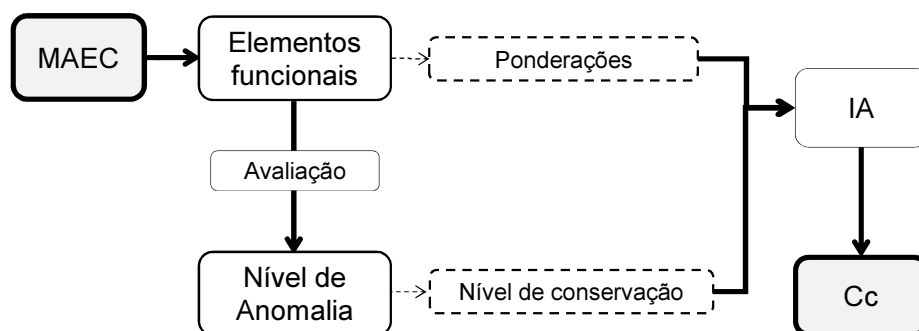 MAEC
Elementos
funcionais
Ponderações
IA
Avaliação
Nível de
Anomalia
Nível de conservação
Cc